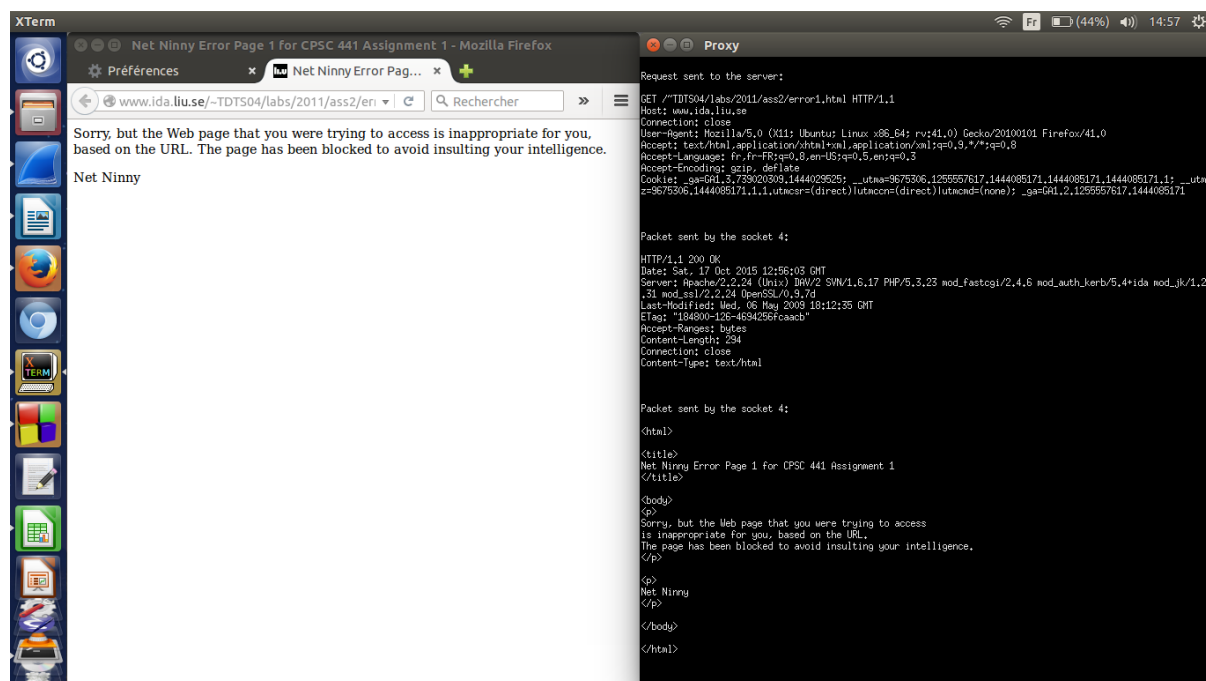 XTerm
Fr (44%) 14:57
Net Ninny Error Page 1 for CPSC 441 Assignment 1 - Mozilla Firefox
Préférences × Net Ninny Error Pag... ×
www.ida.liu.se/~TDTS04/labs/2011/ass2/er Rechercher »
Sorry, but the Web page that you were trying to access is inappropriate for you,
based on the URL. The page has been blocked to avoid insulting your intelligence.
Net Ninny
X
TERM
Proxy
Request sent to the server:
GET /~TDTS04/labs/2011/ass2/error1.html HTTP/1.1
Host: www.ida.liu.se
Connection: close
User-Agent: Mozilla/5.0 (X11; Ubuntu; Linux x86_64; rv:41.0) Gecko/20100101 Firefox/41.0
Accept: text/html,application/xhtml+xml,application/xml;q=0.9,*/*;q=0.8
Accept-Language: fr,fr-FR;q=0.8,en-US;q=0.5,en;q=0.3
Accept-Encoding: gzip, deflate
Cookie: _ga=GA1.3.739020309.1444029525; __utma=9675306.1255557617.1444085171.1444085171.1444085171.1; __utm
z=9675306.1444085171.1.1.utmcsr=(direct)|utmccn=(direct)|utmcmd=(none); _ga=GA1.2.1255557617.1444085171
Packet sent by the socket 4:
HTTP/1.1 200 OK
Date: Sat, 17 Oct 2015 12:56:03 GMT
Server: Apache/2.2.24 (Unix) DAV/2 SVN/1.6.17 PHP/5.3.23 mod_fastcgi/2.4.6 mod_auth_kerb/5.4+ida mod_jk/1.2
.31 mod_ssl/2.2.24 OpenSSL/0.9.7d
Last-Modified: Wed, 06 May 2009 18:12:35 GMT
ETag: "184800-126-4694256fcaacb"
Accept-Ranges: bytes
Content-Length: 294
Connection: close
Content-Type: text/html
Packet sent by the socket 4:
<html>
<title>
Net Ninny Error Page 1 for CPSC 441 Assignment 1
</title>
<body>
<p>
Sorry, but the Web page that you were trying to access
is inappropriate for you, based on the URL.
The page has been blocked to avoid insulting your intelligence.
</p>
<p>
Net Ninny
</p>
</body>
</html>